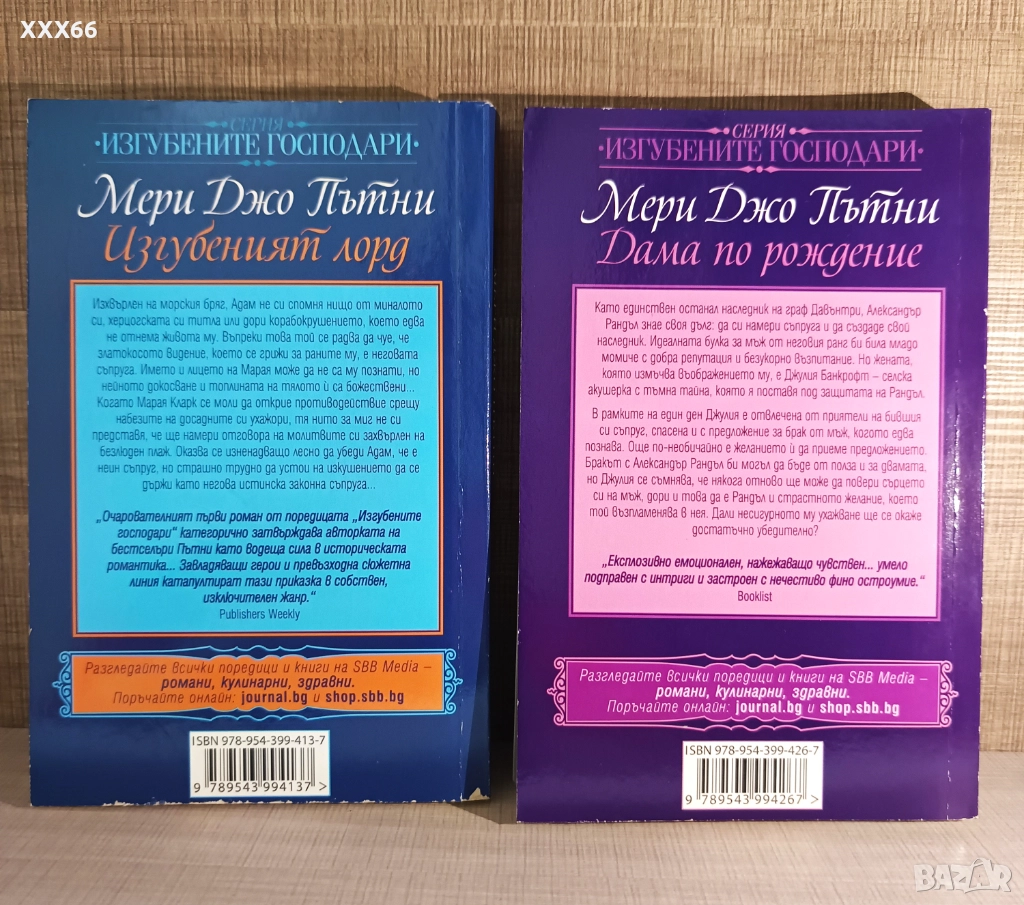 XXX66
СЕРИЯ
·ИЗГУБЕНИТЕ ГОСПОДАРИ·
Мери Джо Пътни
Изгубеният лорд
Изхвърлен на морския бряг, Адам не си спомня нищо от миналото
си, херцогската си титла или дори корабокрушението, което едва
не отнема живота му. Въпреки това той се радва да чуе, че
златокосото видение, което се грижи за раните му, е неговата
съпруга. Името и лицето на Марая може да не са му познати, но
нейното докосване и топлината на тялото ѝ са божествени...
Когато Марая Кларк се моли да открие противодействие срещу
набезите на досадните си ухажори, тя нито за миг не си
представя, че ще намери отговора на молитвите си захвърлен на
безлюден плаж. Оказва се изненадващо лесно да убеди Адам, че е
неин съпруг, но страшно трудно да устои на изкушението да се
държи като негова истинска законна съпруга...
„Очарователният първи роман от поредицата „Изгубените
господари“ категорично затвърждава авторката на
бестселъри Пътни като водеща сила в историческата
романтика... Завладяващи герои и превъзходна сюжетна
линия катапултират тази приказка в собствен,
изключителен жанр.“
Publishers Weekly
Разгледайте всички поредици и книги на SBB Media –
романи, кулинарни, здравни.
Поръчайте онлайн: journal.bg и shop.sbb.bg
ISBN 978-954-399-413-7
9 789543 994137>
СЕРИЯ
·ИЗГУБЕНИТЕ ГОСПОДАРИ·
Мери Джо Пътни
Дама по рождение
Като единствен останал наследник на граф Давънтри, Александър
Рандъл знае своя дълг: да си намери съпруга и да създаде свой
наследник. Идеалната булка за мъж от неговия ранг би била младо
момиче с добра репутация и безукорно възпитание. Но жената,
която измъчва въображението му, е Джулия Банкрофт – селска
акушерка с тъмна тайна, която я поставя под защитата на Рандъл.
В рамките на един ден Джулия е отвлечена от приятели на бившия
си съпруг, спасена и с предложение за брак от мъж, когото едва
познава. Още по-необичайно е желанието ѝ да приеме предложението.
Бракът с Александър Рандъл би могъл да бъде от полза и за двамата,
но Джулия се съмнява, че някога отново ще може да повери сърцето
си на мъж, дори и това да е Рандъл и страстното желание, което
той възпламенява в нея. Дали несигурното му ухажване ще се окаже
достатъчно убедително?
„Експлозивно емоционален, нажежаващо чувствен... умело
подправен с интриги и застроен с нечестиво фино остроумие.“
Booklist
Разгледайте всички поредици и книги на SBB Media –
романи, кулинарни, здравни.
Поръчайте онлайн: journal.bg и shop.sbb.bg
ISBN 978-954-399-426-7
9 789543 994267>
BAZAR